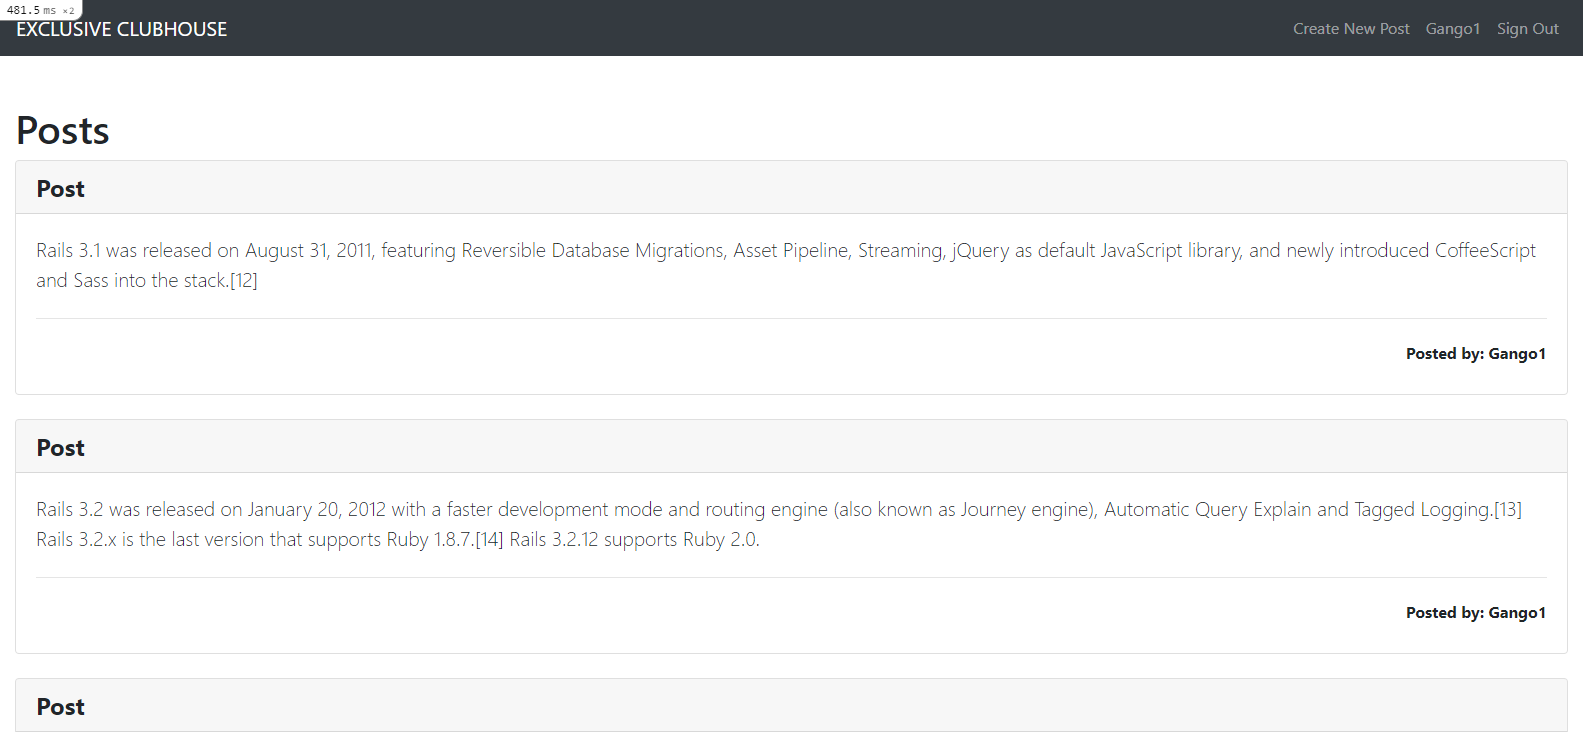 481.5 ms ×2
EXCLUSIVE CLUBHOUSE
Create New Post Gango1 Sign Out
Posts
Post
Rails 3.1 was released on August 31, 2011, featuring Reversible Database Migrations, Asset Pipeline, Streaming, jQuery as default JavaScript library, and newly introduced CoffeeScript
and Sass into the stack.[12]
Posted by: Gango1
Post
Rails 3.2 was released on January 20, 2012 with a faster development mode and routing engine (also known as Journey engine), Automatic Query Explain and Tagged Logging.[13]
Rails 3.2.x is the last version that supports Ruby 1.8.7.[14] Rails 3.2.12 supports Ruby 2.0.
Posted by: Gango1
Post